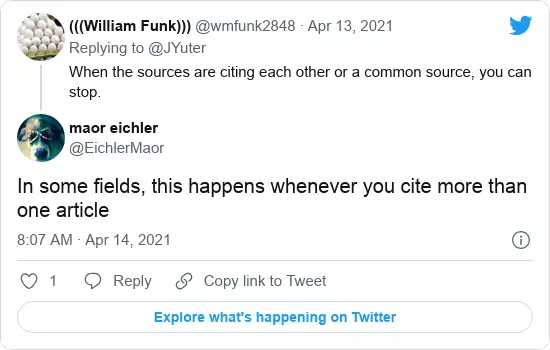 (((William Funk))) @wmfunk2848 · Apr 13, 2021
Replying to @JYuter
When the sources are citing each other or a common source, you can
stop.
maor eichler
@EichlerMaor
In some fields, this happens whenever you cite more than
one article
8:07 AM · Apr 14, 2021
1 Reply Copy link to Tweet
Explore what's happening on Twitter